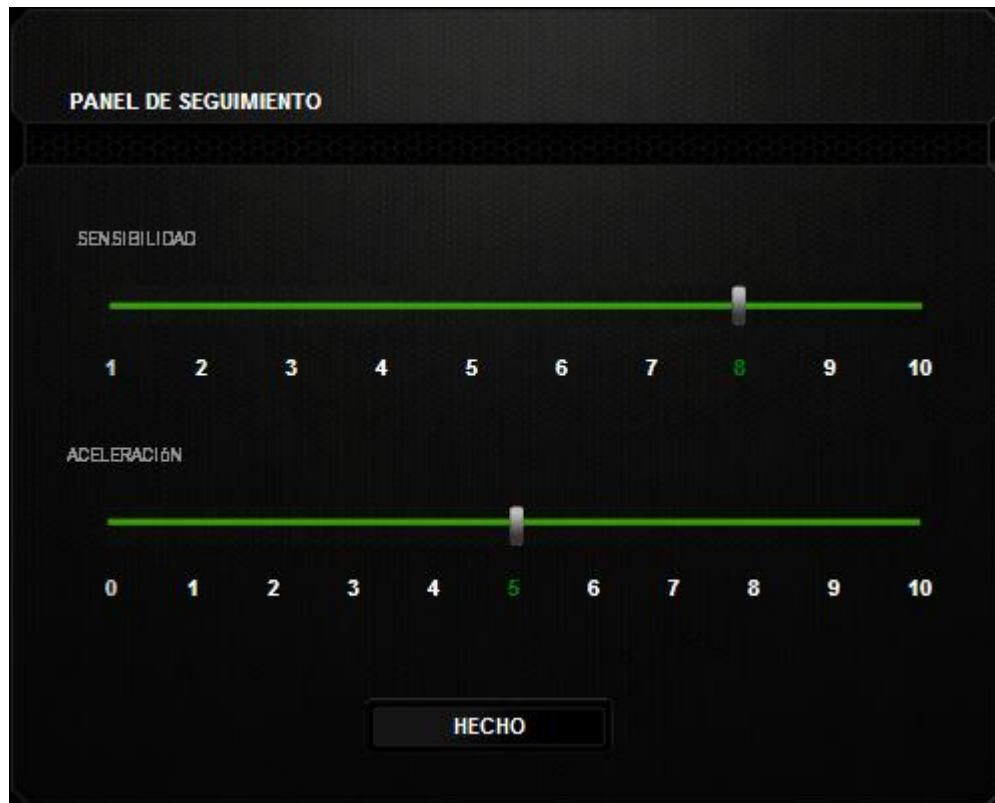 PANEL DE SEGUIMIENTO
SENSIBILIDAD
1 2 3 4 5 6 7 8 9 10
ACELERACIóN
0 1 2 3 4 5 6 7 8 9 10
HECHO